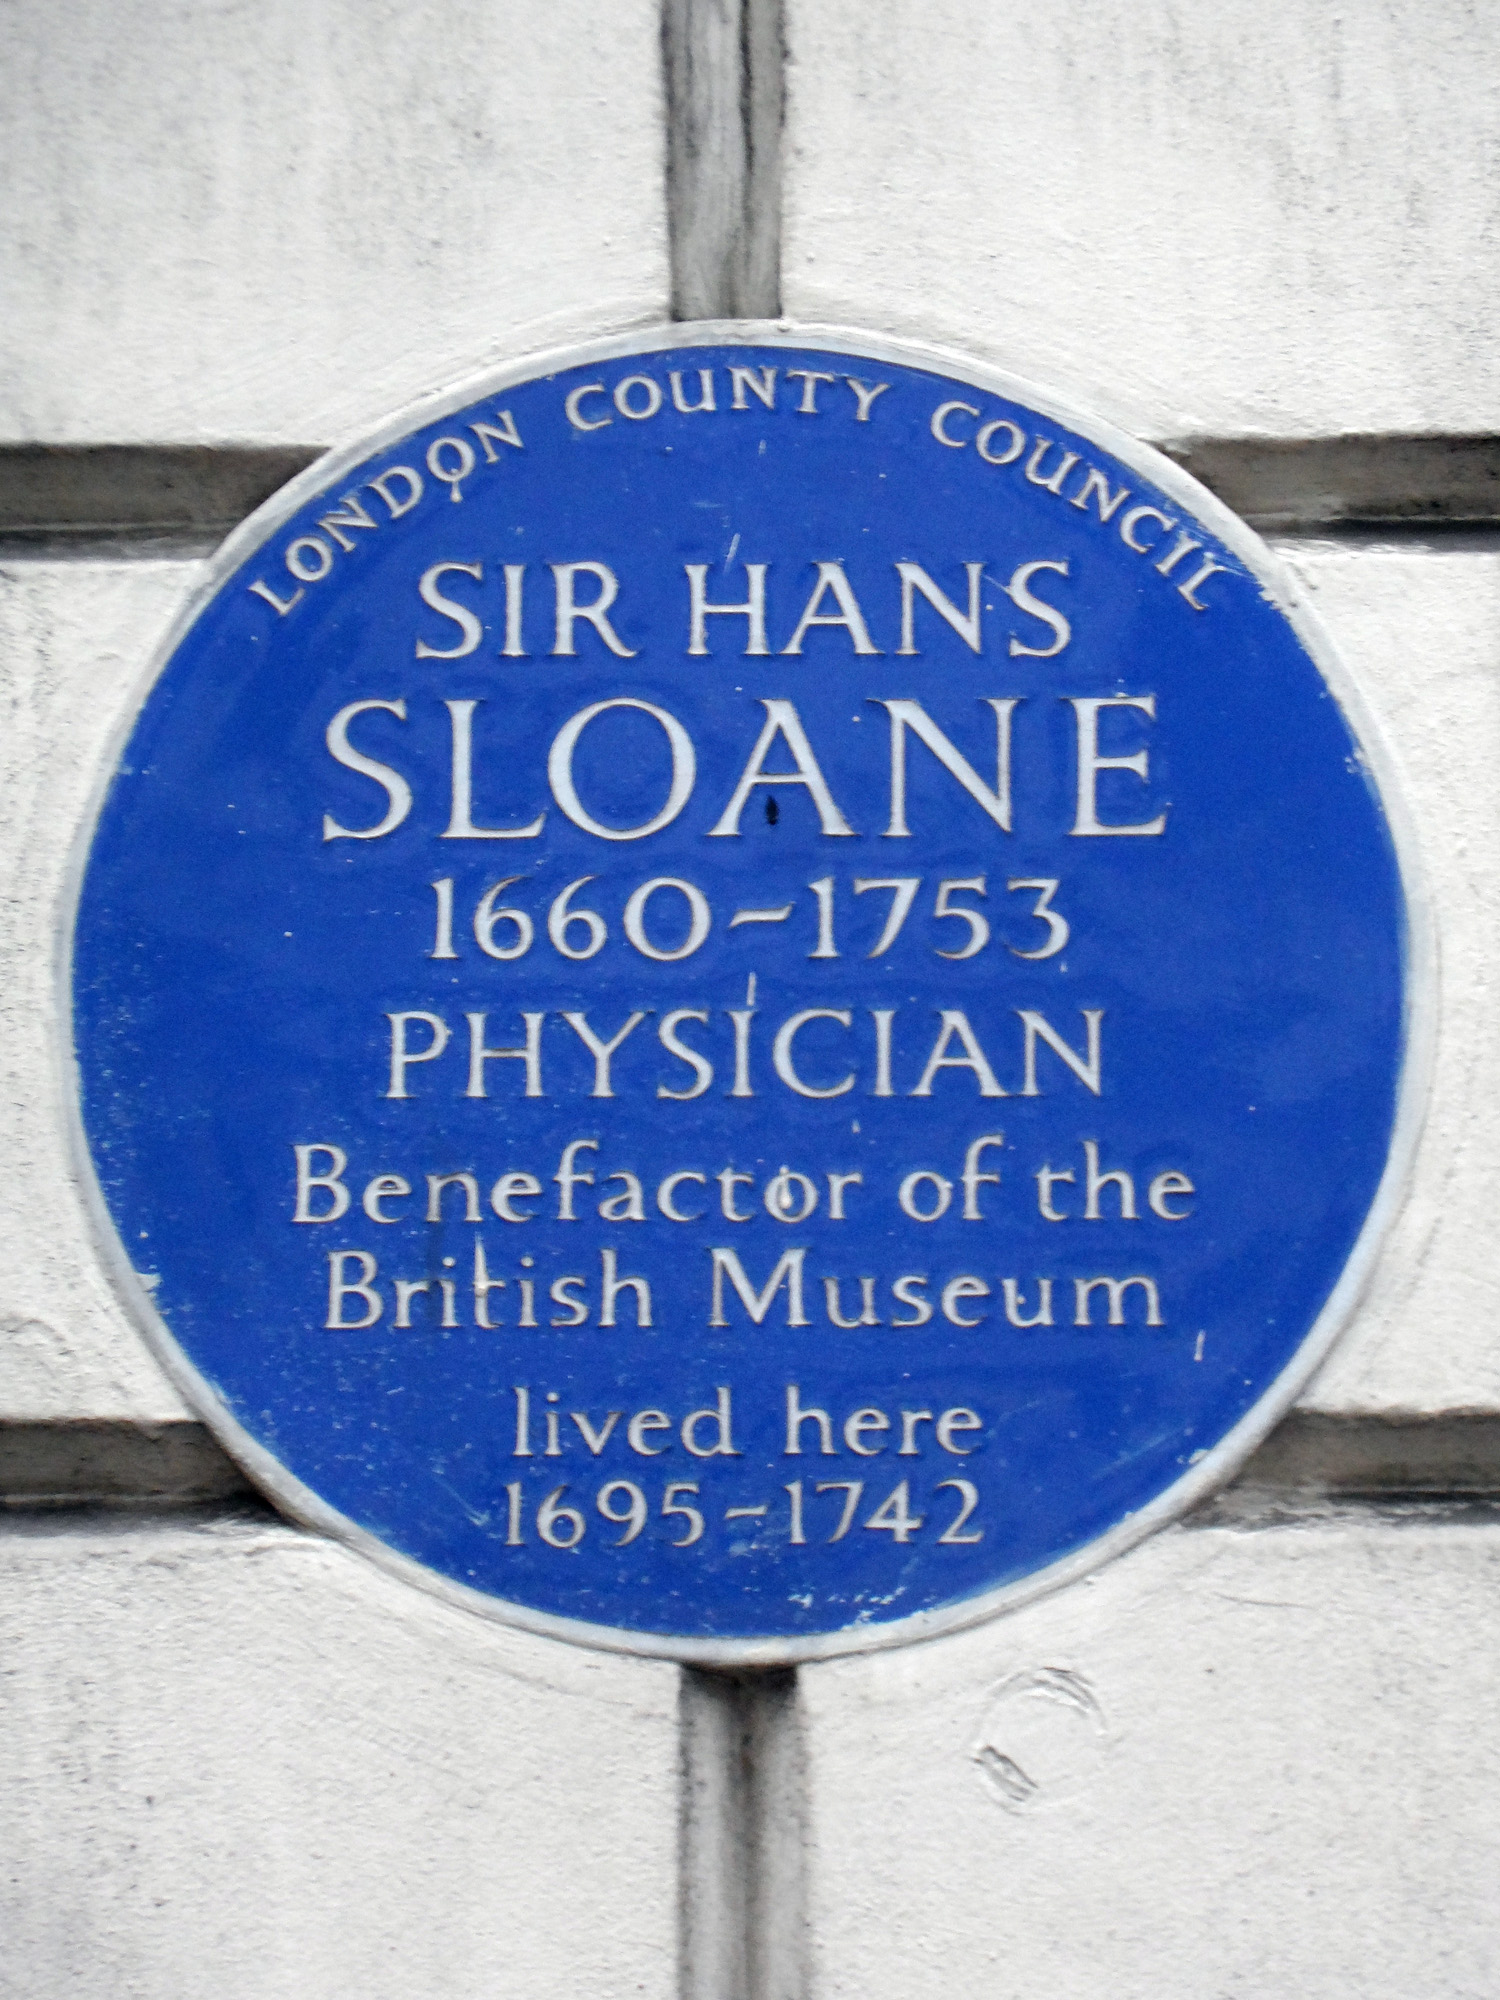 LONDON COUNTY COUNCIL
SIR HANS
SLOANE
1660~1753
PHYSICIAN
Benefactor of the
British Museum
lived here
1695-1742